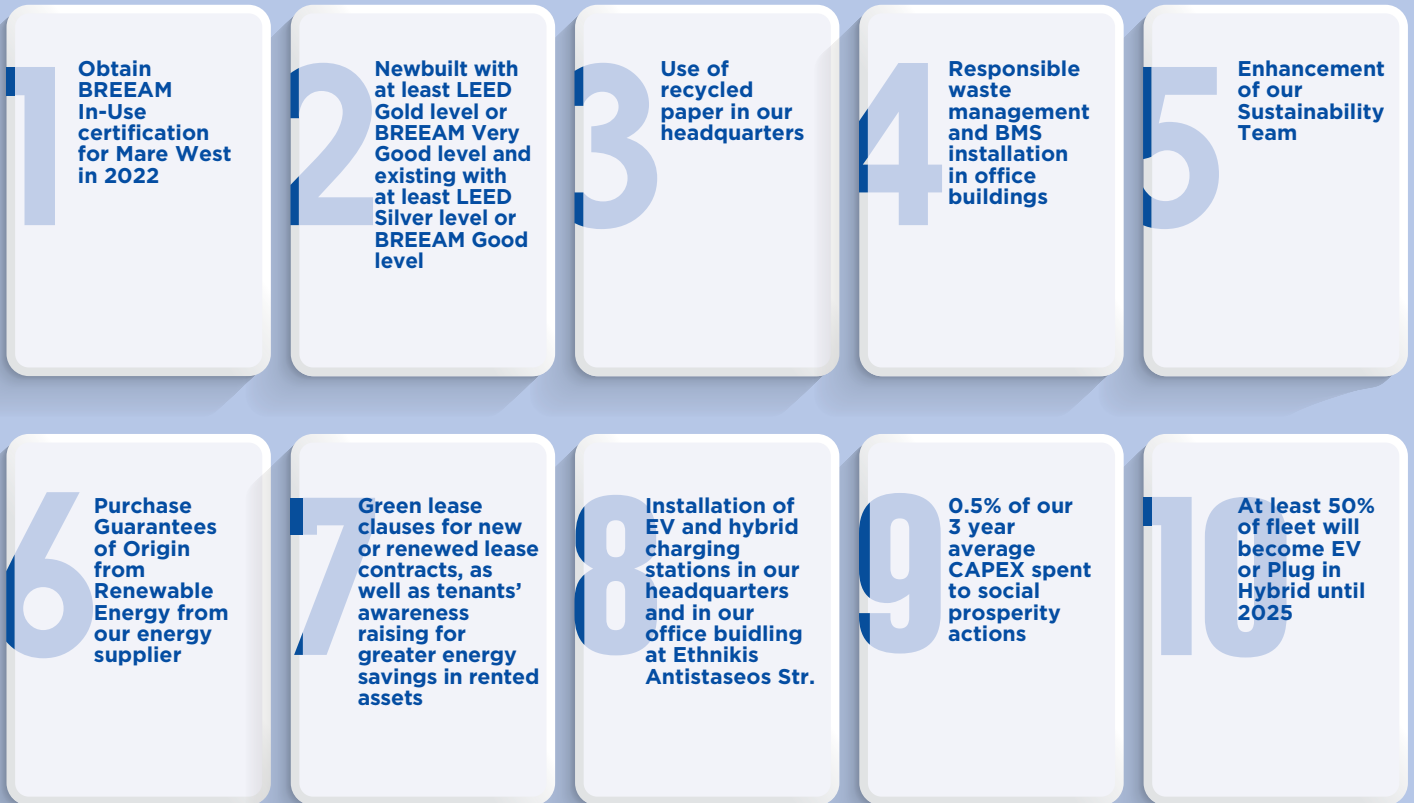 1
Obtain
BREEAM
In-Use
certification
for Mare West
in 2022
2
Newbuilt with
at least LEED
Gold level or
BREEAM Very
Good level and
existing with
at least LEED
Silver level or
BREEAM Good
level
3
Use of
recycled
paper in our
headquarters
4
Responsible
waste
management
and BMS
installation
in office
buildings
5
Enhancement
of our
Sustainability
Team
6
Purchase
Guarantees
of Origin
from
Renewable
Energy from
our energy
supplier
7
Green lease
clauses for new
or renewed lease
contracts, as
well as tenants’
awareness
raising for
greater energy
savings in rented
assets
8
Installation of
EV and hybrid
charging
stations in our
headquarters
and in our
office buidling
at Ethnikis
Antistaseos Str.
9
0.5% of our
3 year
average
CAPEX spent
to social
prosperity
actions
10
At least 50%
of fleet will
become EV
or Plug in
Hybrid until
2025